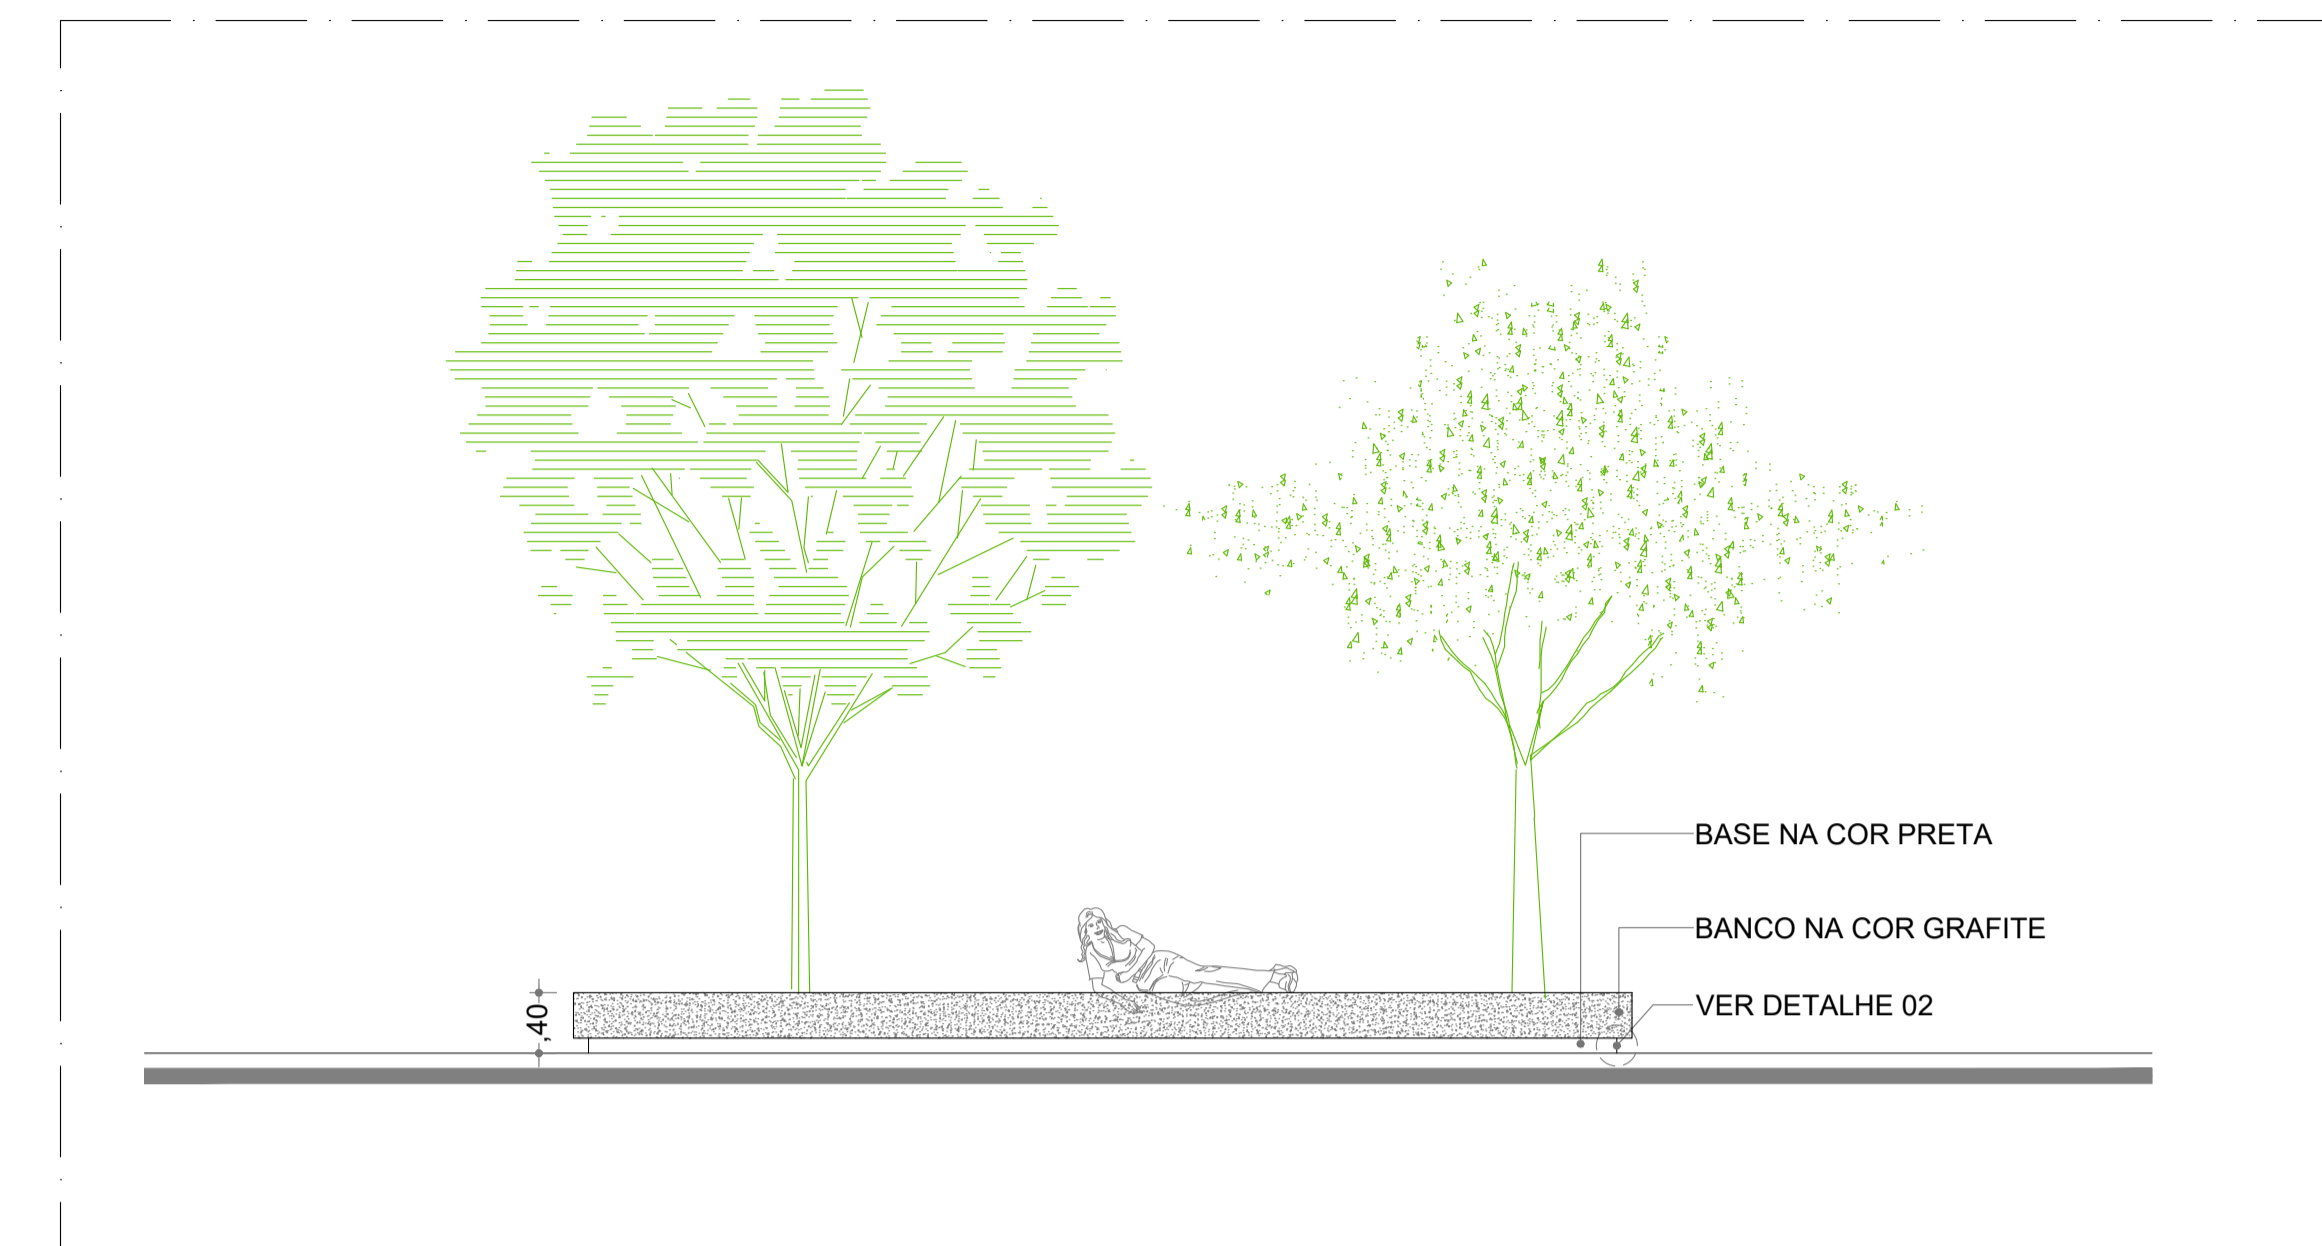 BASE NA COR PRETA
BANCO NA COR GRAFITE
,40
VER DETALHE 02